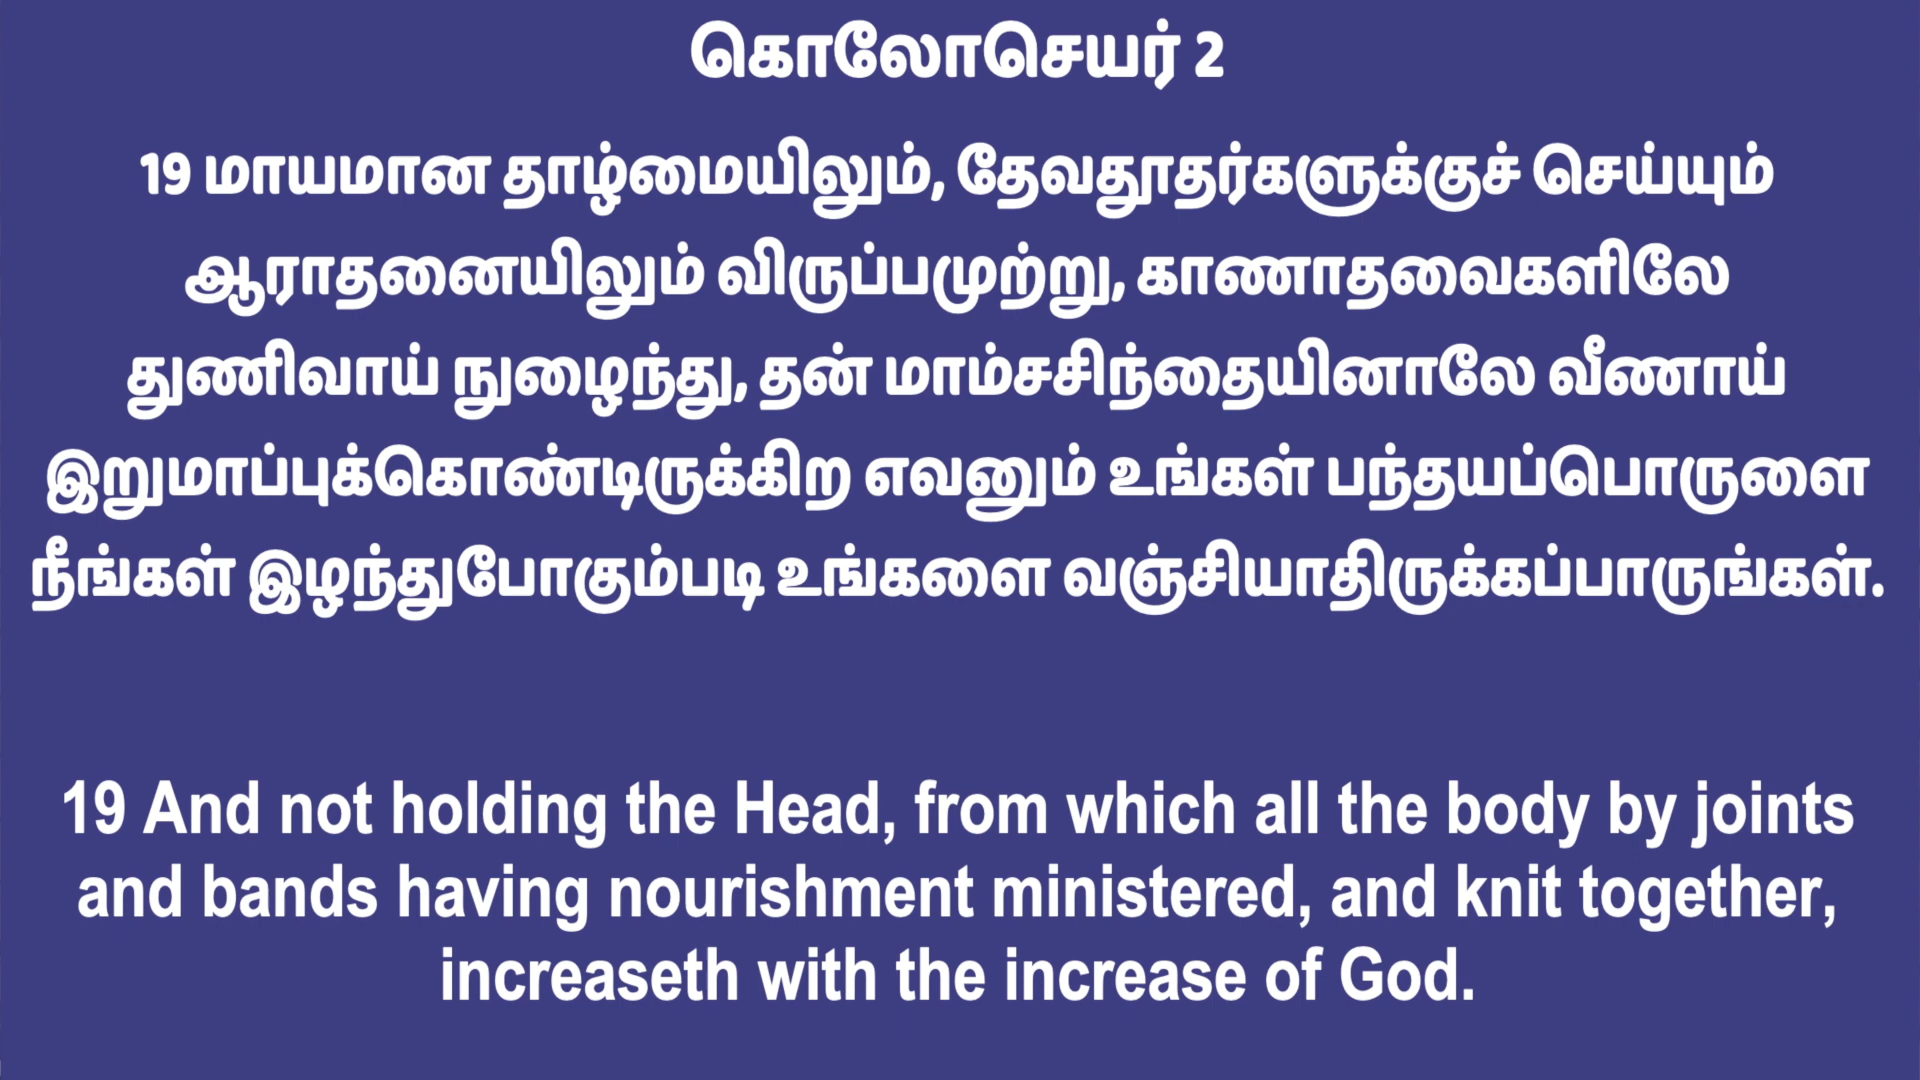 கொலோசெயர் 2
19 மாயமான தாழ்மையிலும், தேவதூதர்களுக்குச் செய்யும்
ஆராதனையிலும் விருப்பமுற்று, காணாதவைகளிலே
துணிவாய் நுழைந்து, தன் மாம்சசிந்தையினாலே வீணாய்
இறுமாப்புக்கொண்டிருக்கிற எவனும் உங்கள் பந்தயப்பொருளை
நீங்கள் இழந்துபோகும்படி உங்களை வஞ்சியாதிருக்கப்பாருங்கள்.
19 And not holding the Head, from which all the body by joints
and bands having nourishment ministered, and knit together,
increaseth with the increase of God.